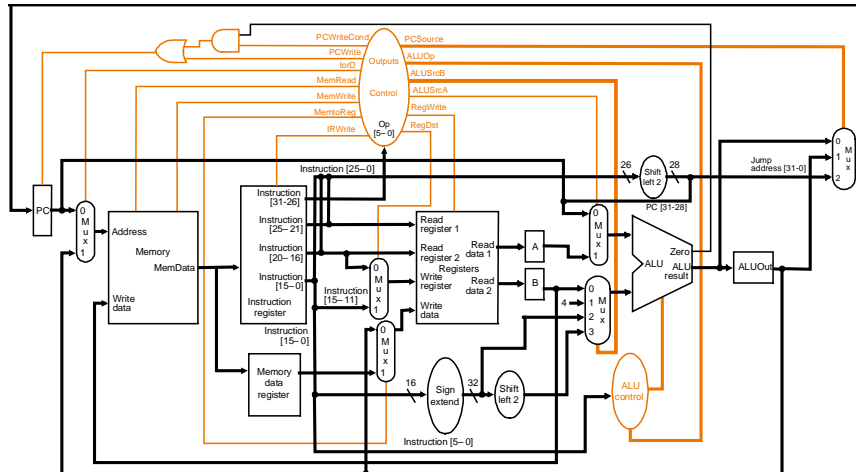 PCWriteCond
PCSource
PCWrite
Outputs
ALUOp
IorD
ALUSrcB
MemRead
Control
ALUSrcA
MemWrite
RegWrite
MemtoReg
RegDst
IRWrite
Op
[5–0]
Instruction [25–0]
26
Shift
left 2
28
Jump
address [31-0]
PC [31-28]
0
1
2
M
u
x
PC
0
M
u
x
1
Address
Memory
MemData
Write
data
Instruction
[31-26]
Instruction
[25–21]
Instruction
[20–16]
Instruction
[15–0]
Instruction
register
Instruction
[15–0]
Instruction
[15–11]
0
M
u
x
1
Read
register 1
Read
register 2
Write
register
Write
data
Registers
Read
data 1
Read
data 2
A
B
0
M
u
x
1
4
0
1
2
3
M
u
x
Zero
ALU
ALU
result
ALUOut
Memory
data
register
0
M
u
x
1
16
Sign
extend
32
Shift
left 2
ALU
control
Instruction [5–0]